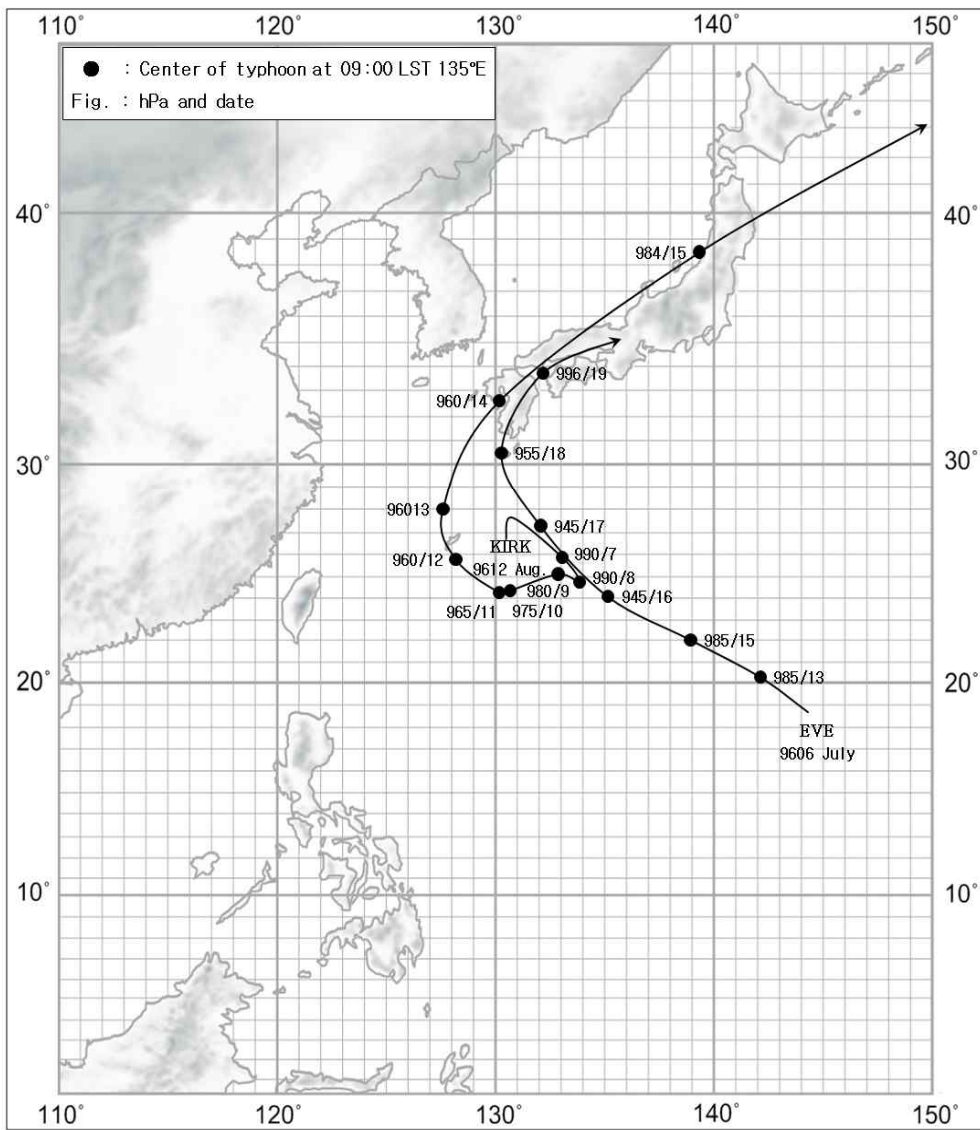 110° 120° 130° 140° 150°
● : Center of typhoon at 09:00 LST 135°E
Fig. : hPa and date
40° 40°
984/15
996/19
960/14
955/18
30° 30°
96013
945/17
KIRK
990/7
960/12
9612 Aug.
990/8
980/9
945/16
965/11 975/10
985/15
20° 985/13 20°
EVE
9606 July
10° 10°
110° 120° 130° 140° 150°